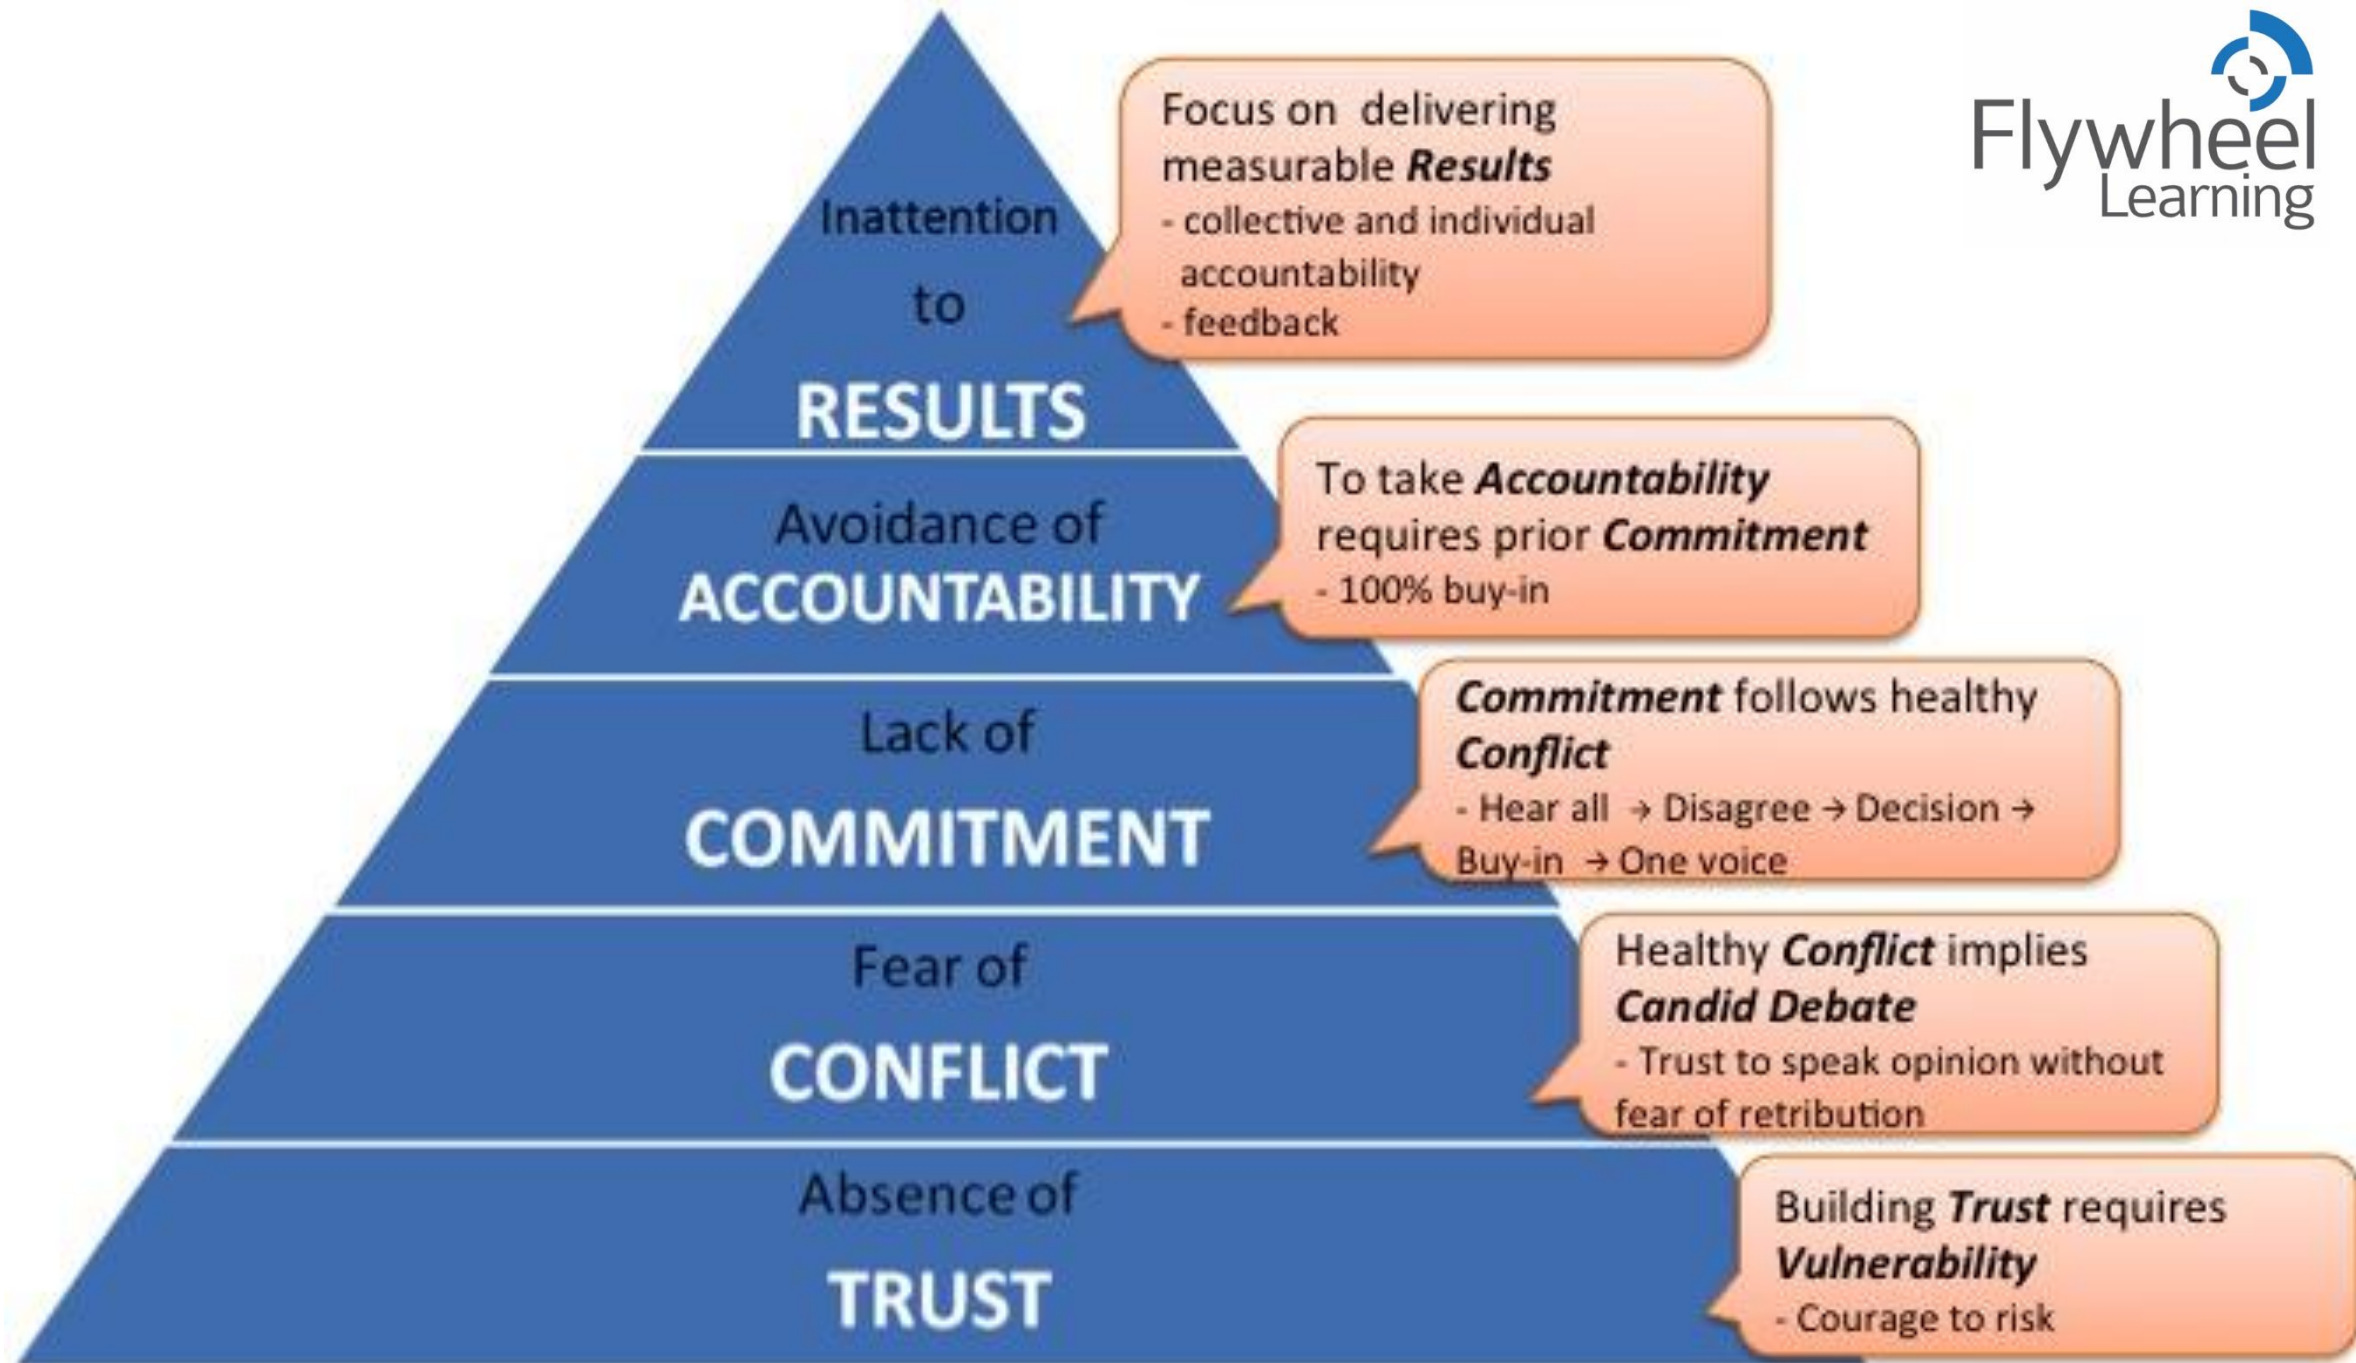 Flywheel
Learning
Inattention
to
RESULTS
Focus on delivering
measurable Results
- collective and individual
accountability
- feedback
Avoidance of
ACCOUNTABILITY
To take Accountability
requires prior Commitment
- 100% buy-in
Lack of
COMMITMENT
Commitment follows healthy
Conflict
- Hear all → Disagree → Decision →
Buy-in → One voice
Fear of
CONFLICT
Healthy Conflict implies
Candid Debate
- Trust to speak opinion without
fear of retribution
Absence of
TRUST
Building Trust requires
Vulnerability
- Courage to risk